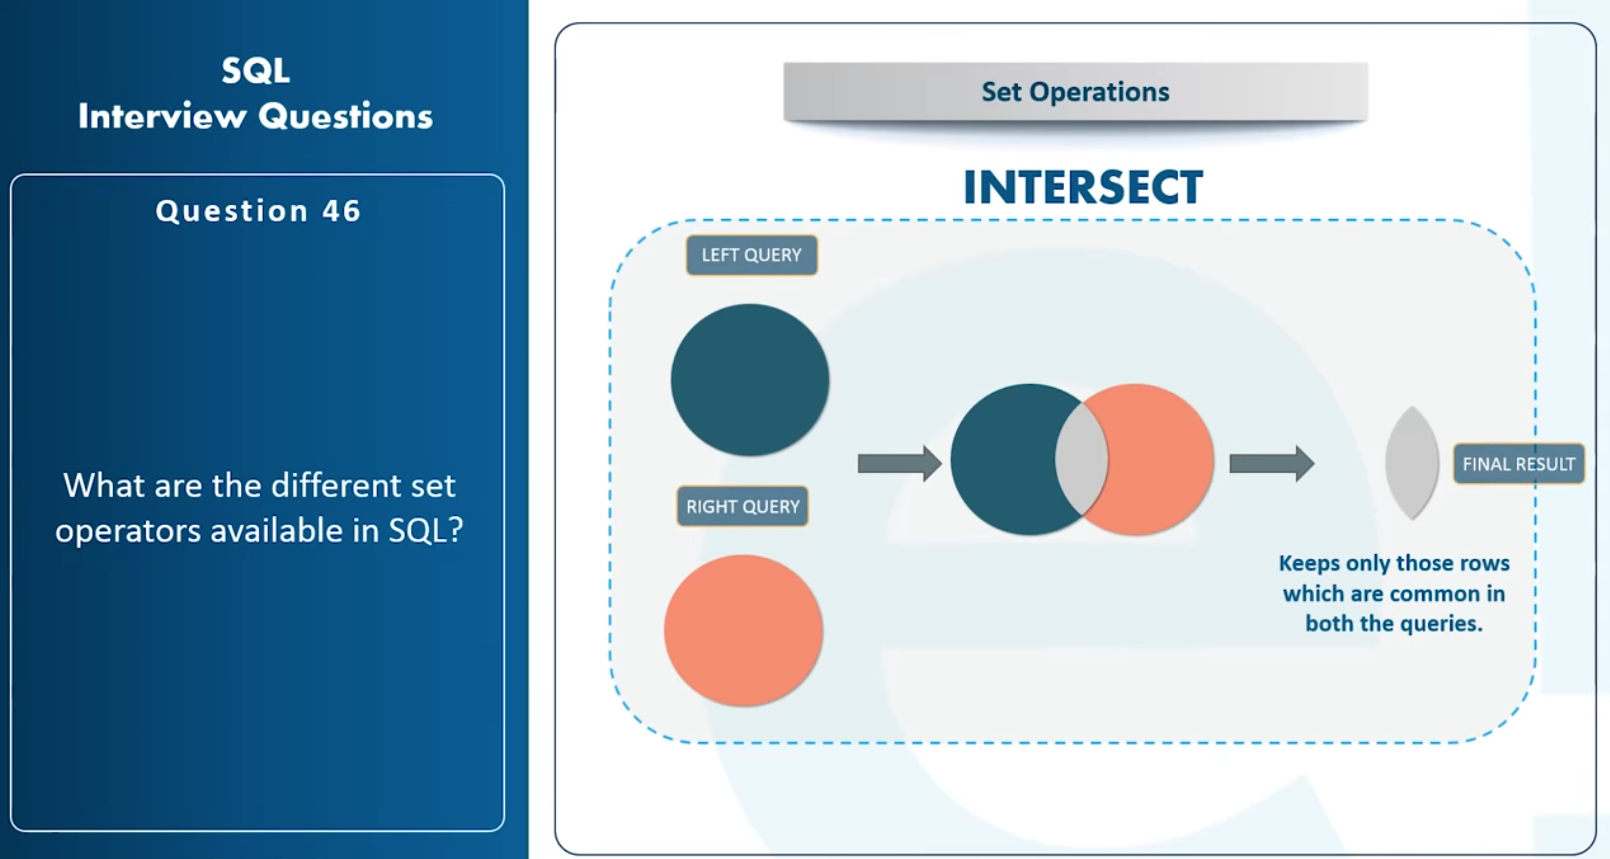 SQL
Interview Questions
Question 46
What are the different set
operators available in SQL?
Set Operations
INTERSECT
LEFT QUERY
RIGHT QUERY
FINAL RESULT
Keeps only those rows
which are common in
both the queries.